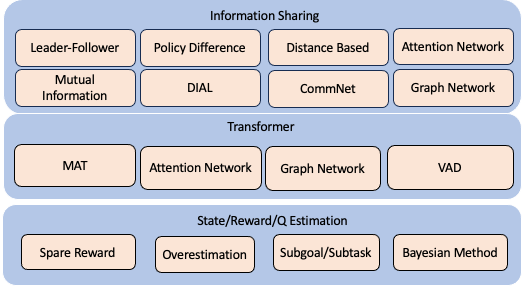 Information Sharing
Leader-Follower
Policy Difference
Distance Based
Attention Network
Mutual
Information
DIAL
CommNet
Graph Network
Transformer
MAT
Attention Network
Graph Network
VAD
State/Reward/Q Estimation
Spare Reward
Overestimation
Subgoal/Subtask
Bayesian Method